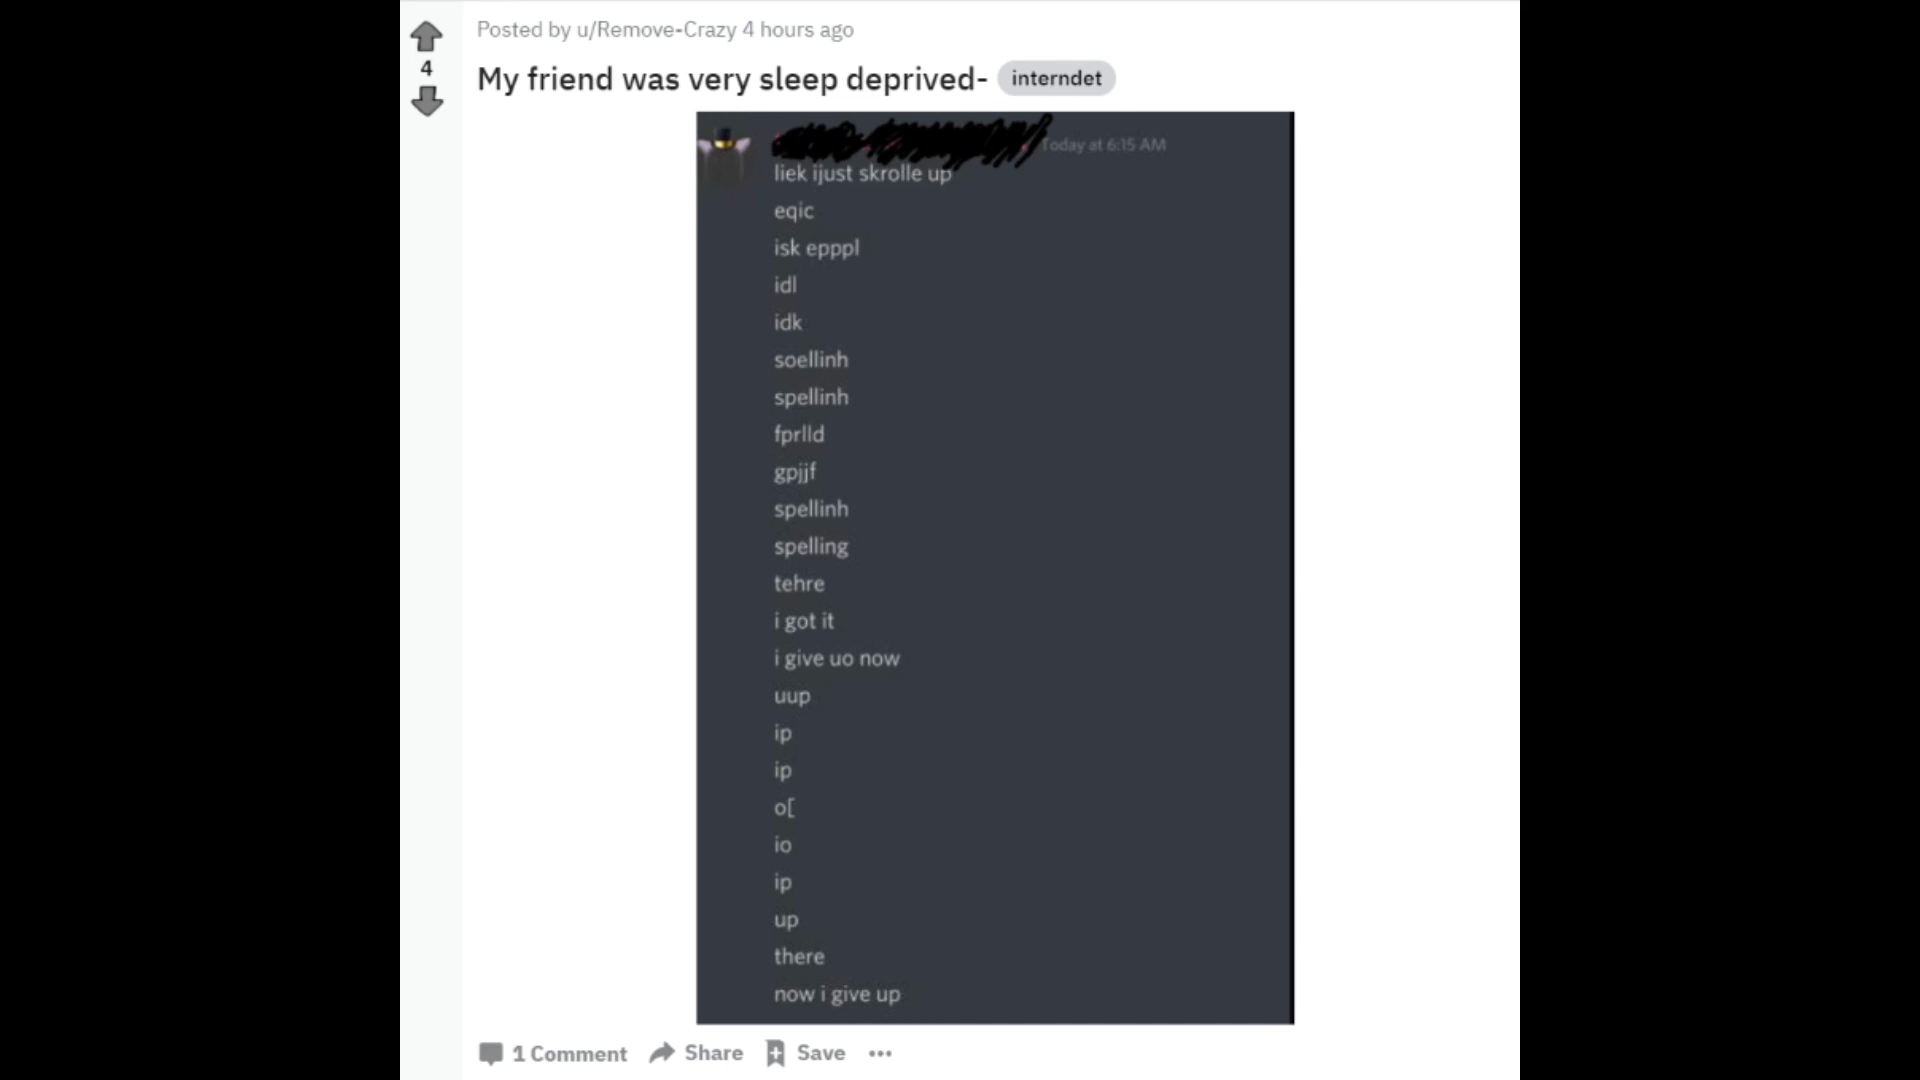 Posted by u/Remove-Crazy 4 hours ago
4
My friend was very sleep deprived- interndet
Today at 6:15 AM
liek ijust skrolle up
eqic
isk epppl
idl
idk
soellinh
spellinh
fprlld
gpjjf
spellinh
spelling
tehre
i got it
i give uo now
uup
ip
ip
o[
io
ip
up
there
now i give up
1 Comment Share Save ...